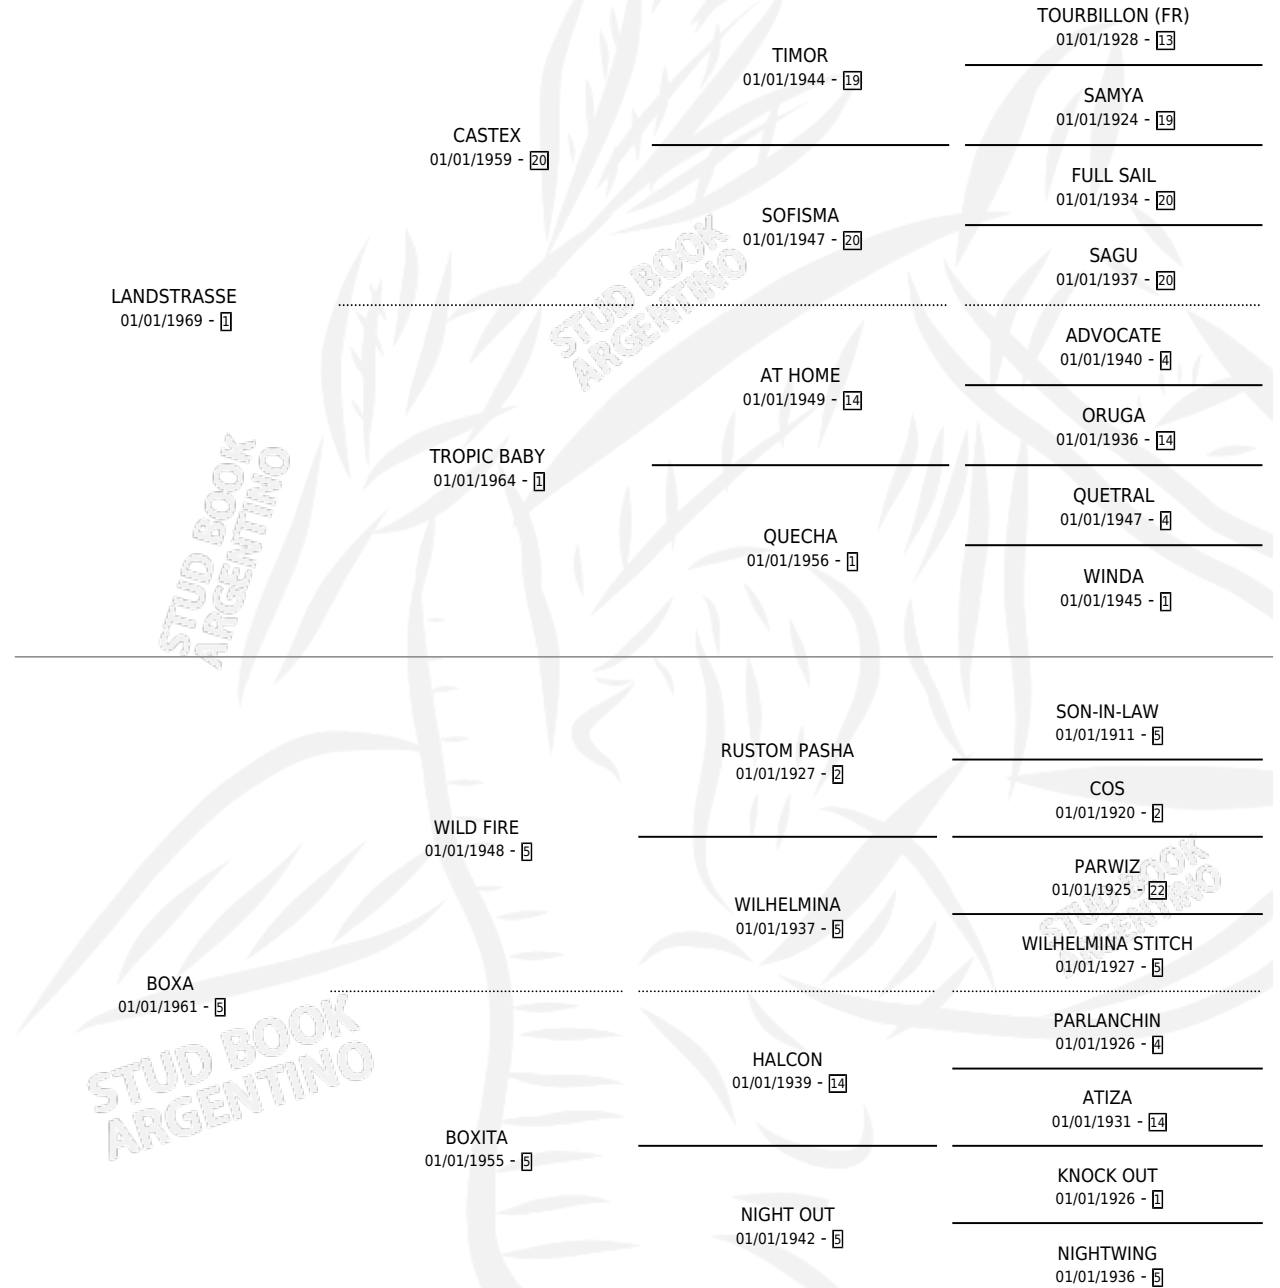 TOURBILLON (FR)
01/01/1928 - 13
TIMOR
01/01/1944 - 19
SAMYA
01/01/1924 - 19
CASTEX
01/01/1959 - 20
FULL SAIL
01/01/1934 - 20
SOFISMA
01/01/1947 - 20
SAGU
01/01/1937 - 20
LANDSTRASSE
01/01/1969 - 1
ADVOCATE
01/01/1940 - 4
AT HOME
01/01/1949 - 14
ORUGA
01/01/1936 - 14
TROPIC BABY
01/01/1964 - 1
QUETRAL
01/01/1947 - 4
QUECHA
01/01/1956 - 1
WINDA
01/01/1945 - 1
STUD BOOK
ARGENTINO
STUD BOOK
ARGENTINO
SON-IN-LAW
01/01/1911 - 5
RUSTOM PASHA
01/01/1927 - 2
COS
01/01/1920 - 2
WILD FIRE
01/01/1948 - 5
PARWIZ
01/01/1925 - 22
WILHELMINA
01/01/1937 - 5
WILHELMINA STITCH
01/01/1927 - 5
STUD BOOK
ARGENTINO
BOXA
01/01/1961 - 5
PARLANCHIN
01/01/1926 - 4
HALCON
01/01/1939 - 14
ATIZA
01/01/1931 - 14
BOXITA
01/01/1955 - 5
KNOCK OUT
01/01/1926 - 1
NIGHT OUT
01/01/1942 - 5
NIGHTWING
01/01/1936 - 5
STUD BOOK
ARGENTINO